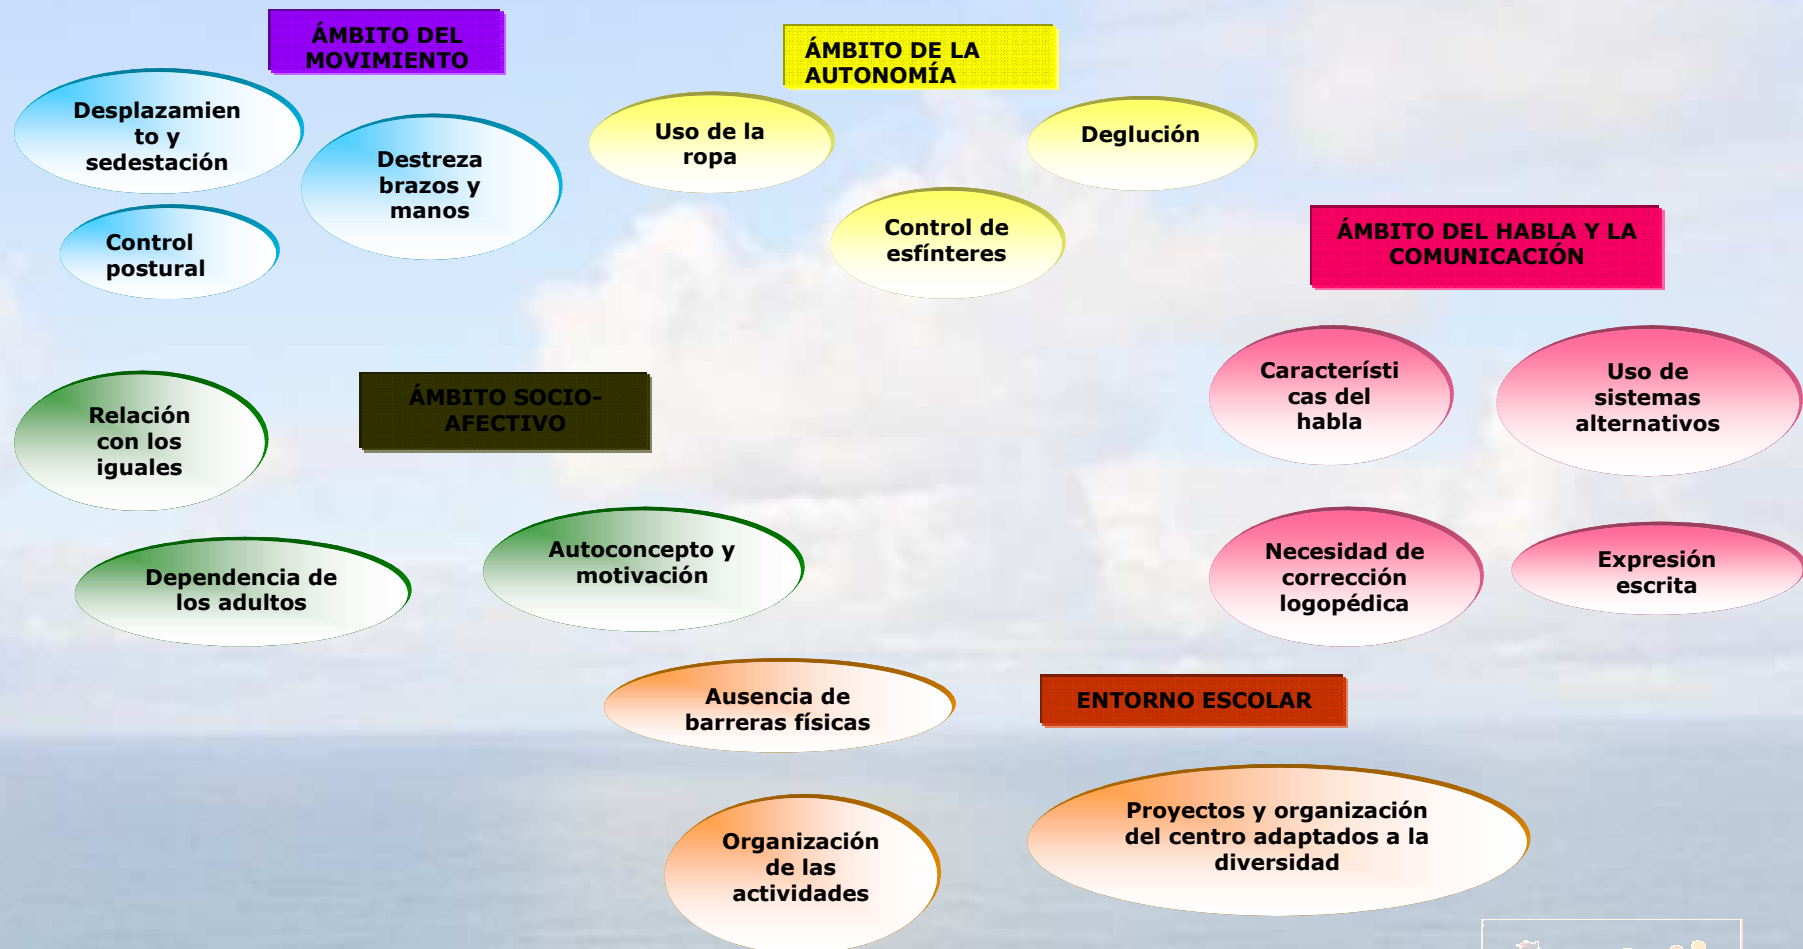 ÁMBITO DEL
MOVIMIENTO
Desplazamien
to y
sedestación
Destreza
brazos y
manos
Control
postural
ÁMBITO DE LA
AUTONOMÍA
Uso de la
ropa
Deglución
Control de
esfínteres
ÁMBITO DEL HABLA Y LA
COMUNICACIÓN
Característi
cas del
habla
Uso de
sistemas
alternativos
Necesidad de
corrección
logopédica
Expresión
escrita
ÁMBITO SOCIO-
AFECTIVO
Relación
con los
iguales
Dependencia de
los adultos
Autoconcepto y
motivación
ENTORNO ESCOLAR
Ausencia de
barreras físicas
Organización
de las
actividades
Proyectos y organización
del centro adaptados a la
diversidad